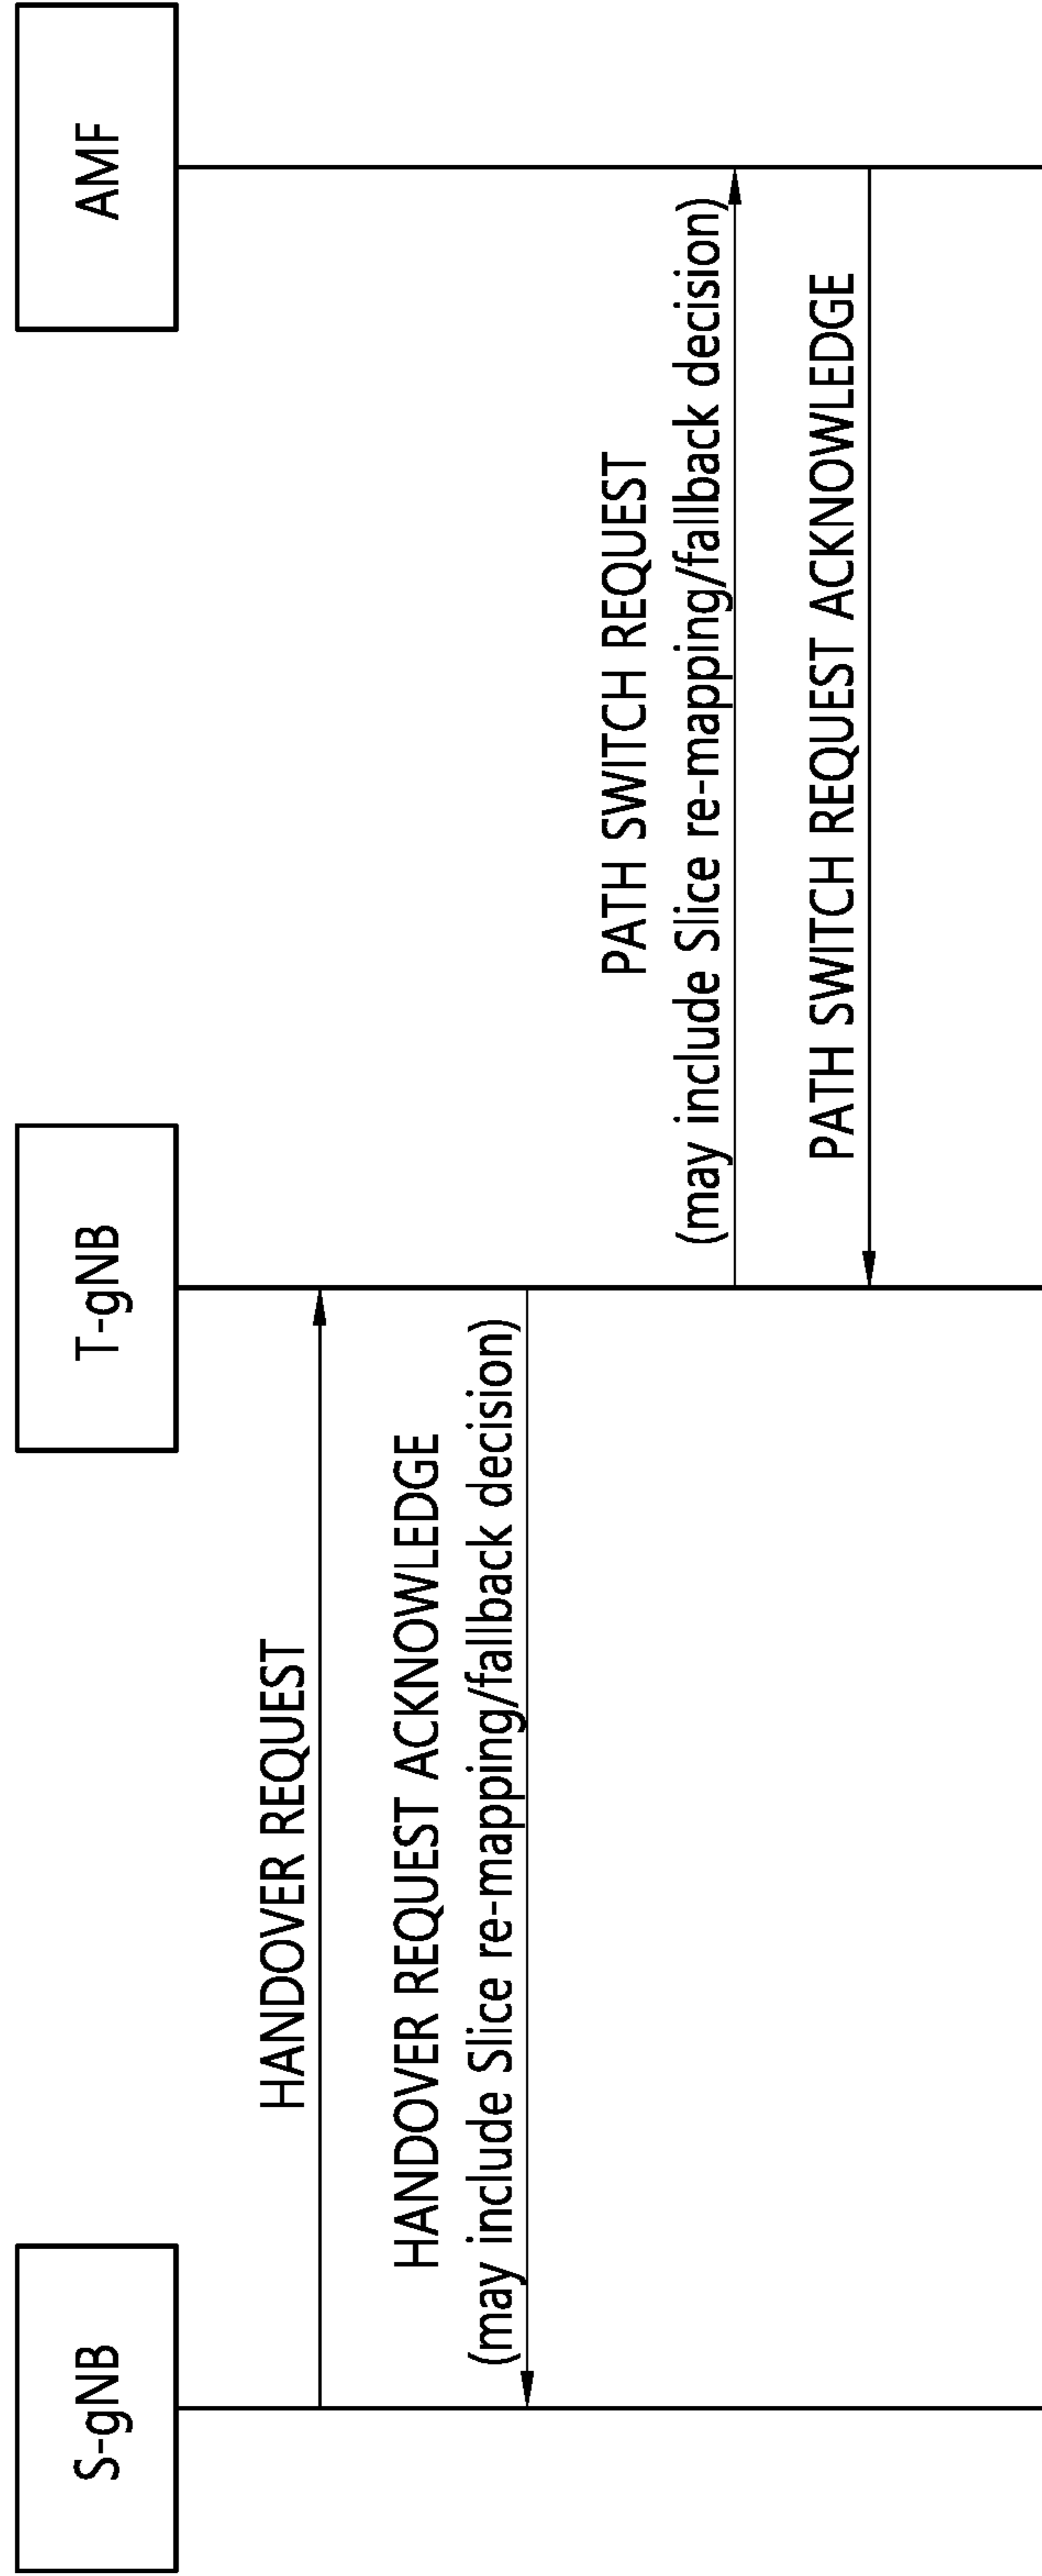 S-gNB
T-gNB
AMF
HANDOVER REQUEST
HANDOVER REQUEST ACKNOWLEDGE
(may include Slice re-mapping/fallback decision)
PATH SWITCH REQUEST
(may include Slice re-mapping/fallback decision)
PATH SWITCH REQUEST ACKNOWLEDGE